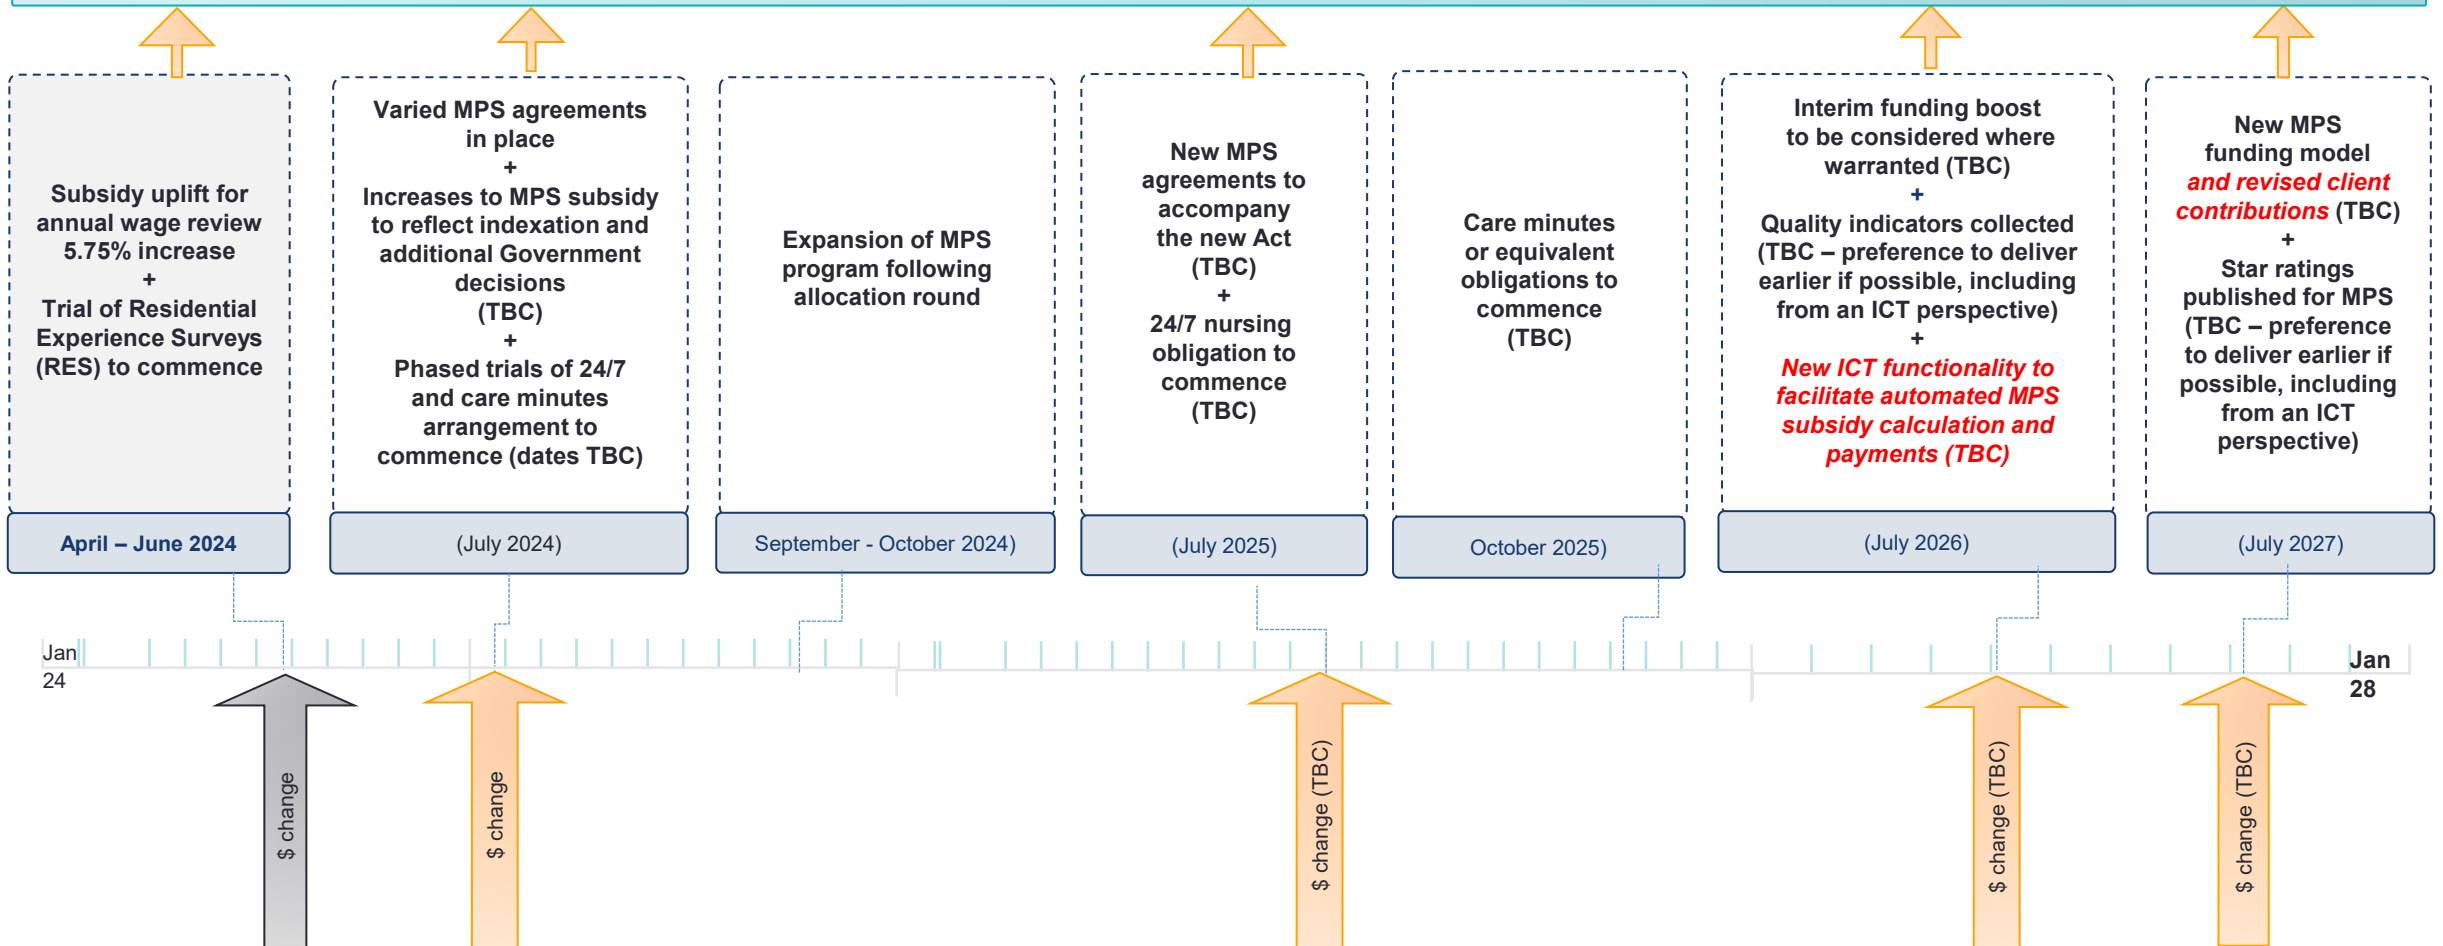 Subsidy uplift for
annual wage review
5.75% increase
+
Trial of Residential
Experience Surveys
(RES) to commence
April – June 2024
Varied MPS agreements
in place
+
Increases to MPS subsidy
to reflect indexation and
additional Government
decisions
(TBC)
+
Phased trials of 24/7
and care minutes
arrangement to
commence (dates TBC)
(July 2024)
Expansion of MPS
program following
allocation round
September - October 2024)
New MPS
agreements to
accompany
the new Act
(TBC)
+
24/7 nursing
obligation to
commence
(TBC)
(July 2025)
Care minutes
or equivalent
obligations to
commence
(TBC)
October 2025)
Interim funding boost
to be considered where
warranted (TBC)
+
Quality indicators collected
(TBC – preference to deliver
earlier if possible, including
from an ICT perspective)
+
New ICT functionality to
facilitate automated MPS
subsidy calculation and
payments (TBC)
(July 2026)
New MPS
funding model
and revised client
contributions (TBC)
+
Star ratings
published for MPS
(TBC – preference
to deliver earlier if
possible, including
from an ICT
perspective)
(July 2027)
Jan
24
Jan
28
$ change
$ change
$ change (TBC)
$ change (TBC)
$ change (TBC)